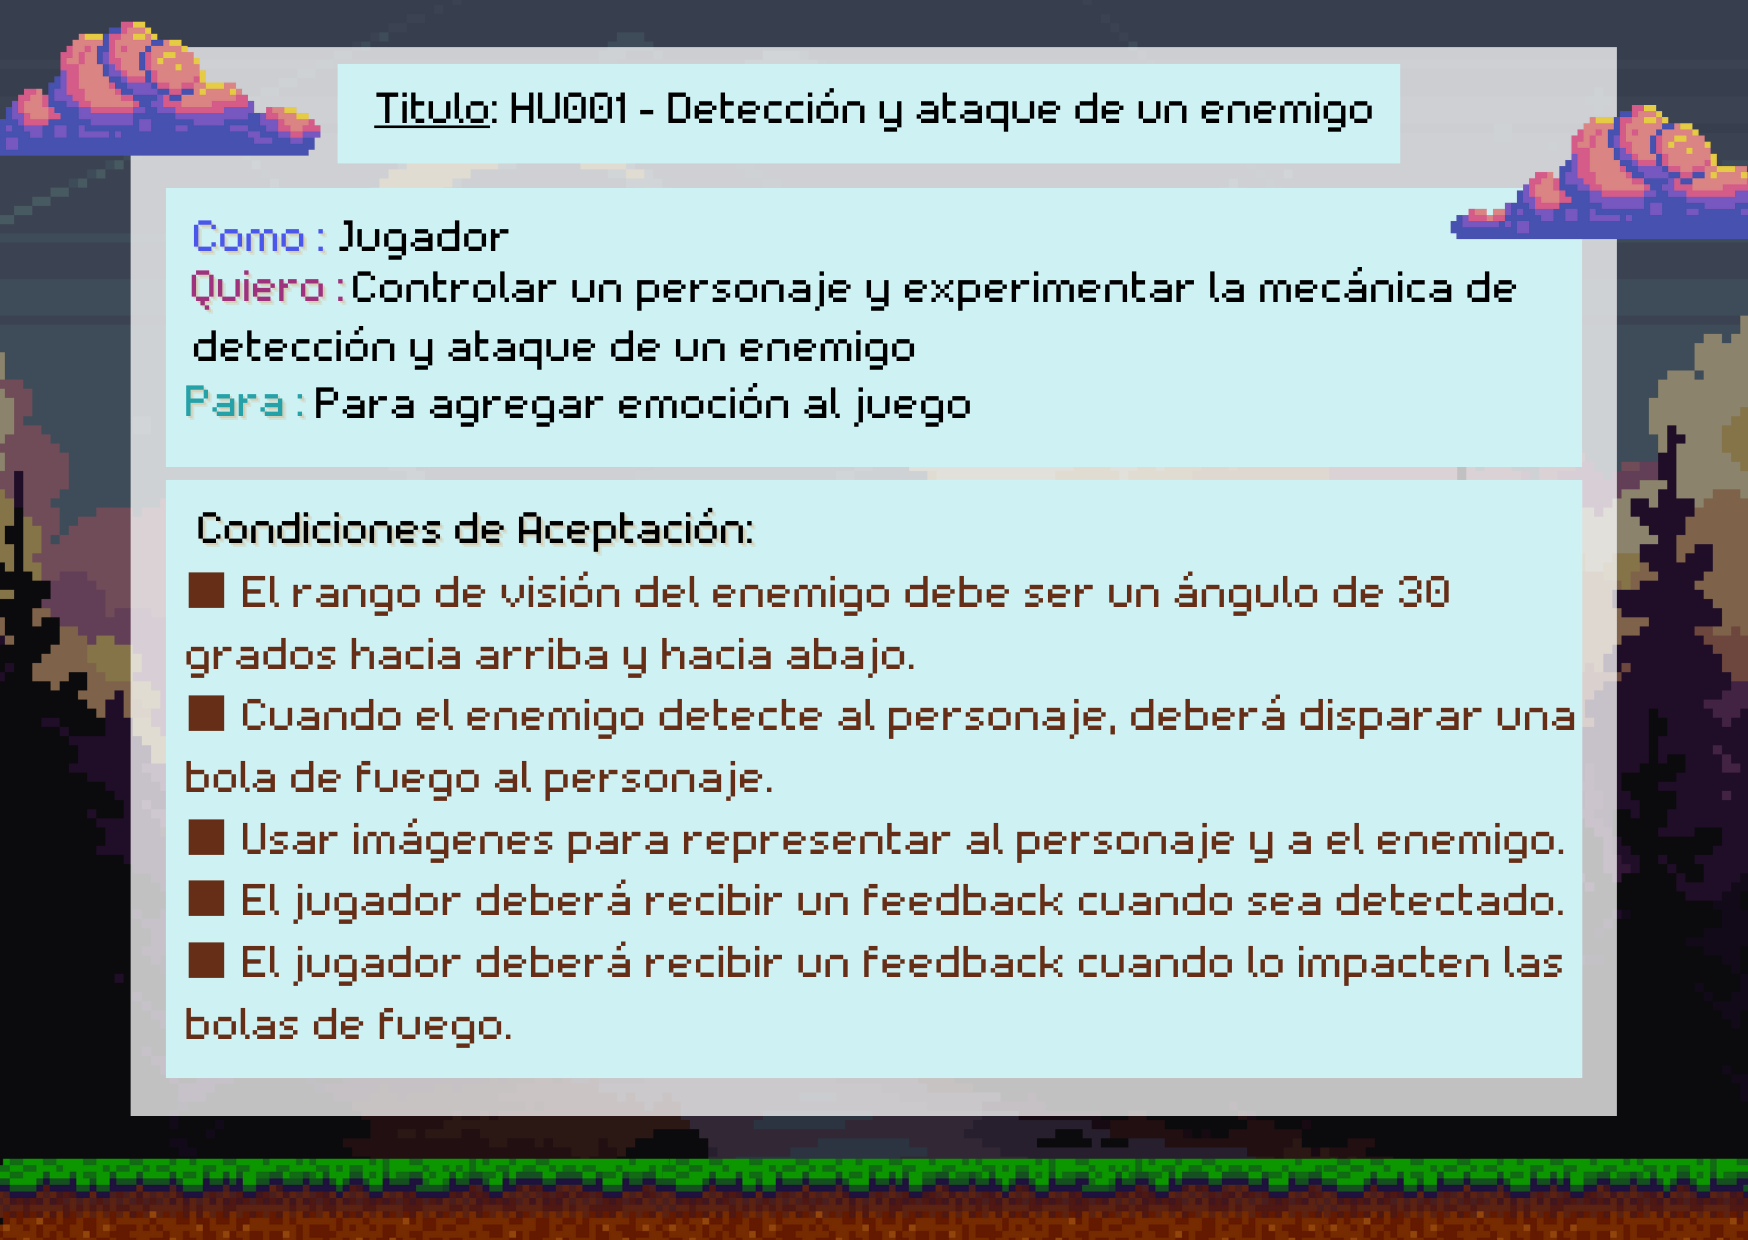 Titulo: HU001 - Detección y ataque de un enemigo
Como : Jugador
Quiero : Controlar un personaje y experimentar la mecánica de
detección y ataque de un enemigo
Para : Para agregar emoción al juego
Condiciones de Aceptación:
■ El rango de visión del enemigo debe ser un ángulo de 30
grados hacia arriba y hacia abajo.
■ Cuando el enemigo detecte al personaje, deberá disparar una
bola de fuego al personaje.
■ Usar imágenes para representar al personaje y a el enemigo.
■ El jugador deberá recibir un feedback cuando sea detectado.
■ El jugador deberá recibir un feedback cuando lo impacten las
bolas de fuego.